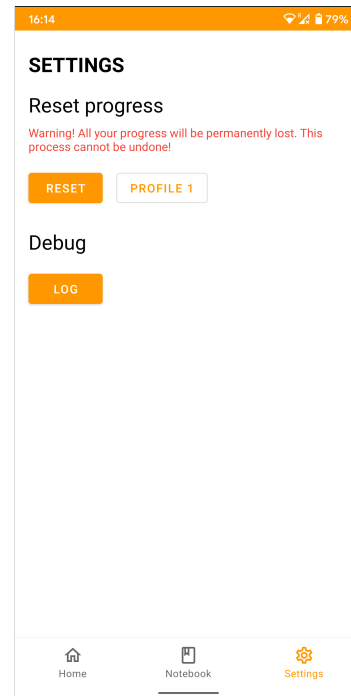 16:14
79%
SETTINGS
Reset progress
Warning! All your progress will be permanently lost. This
process cannot be undone!
RESET
PROFILE 1
Debug
LOG
Home
Notebook
Settings